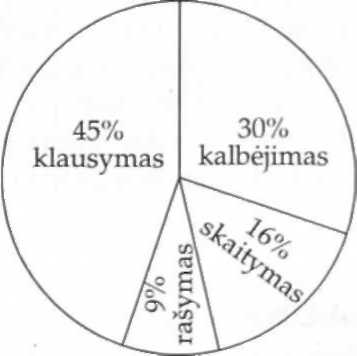 45%
klausymas
30%
kalbėjimas
16%
skaitymas
9%
rašymas